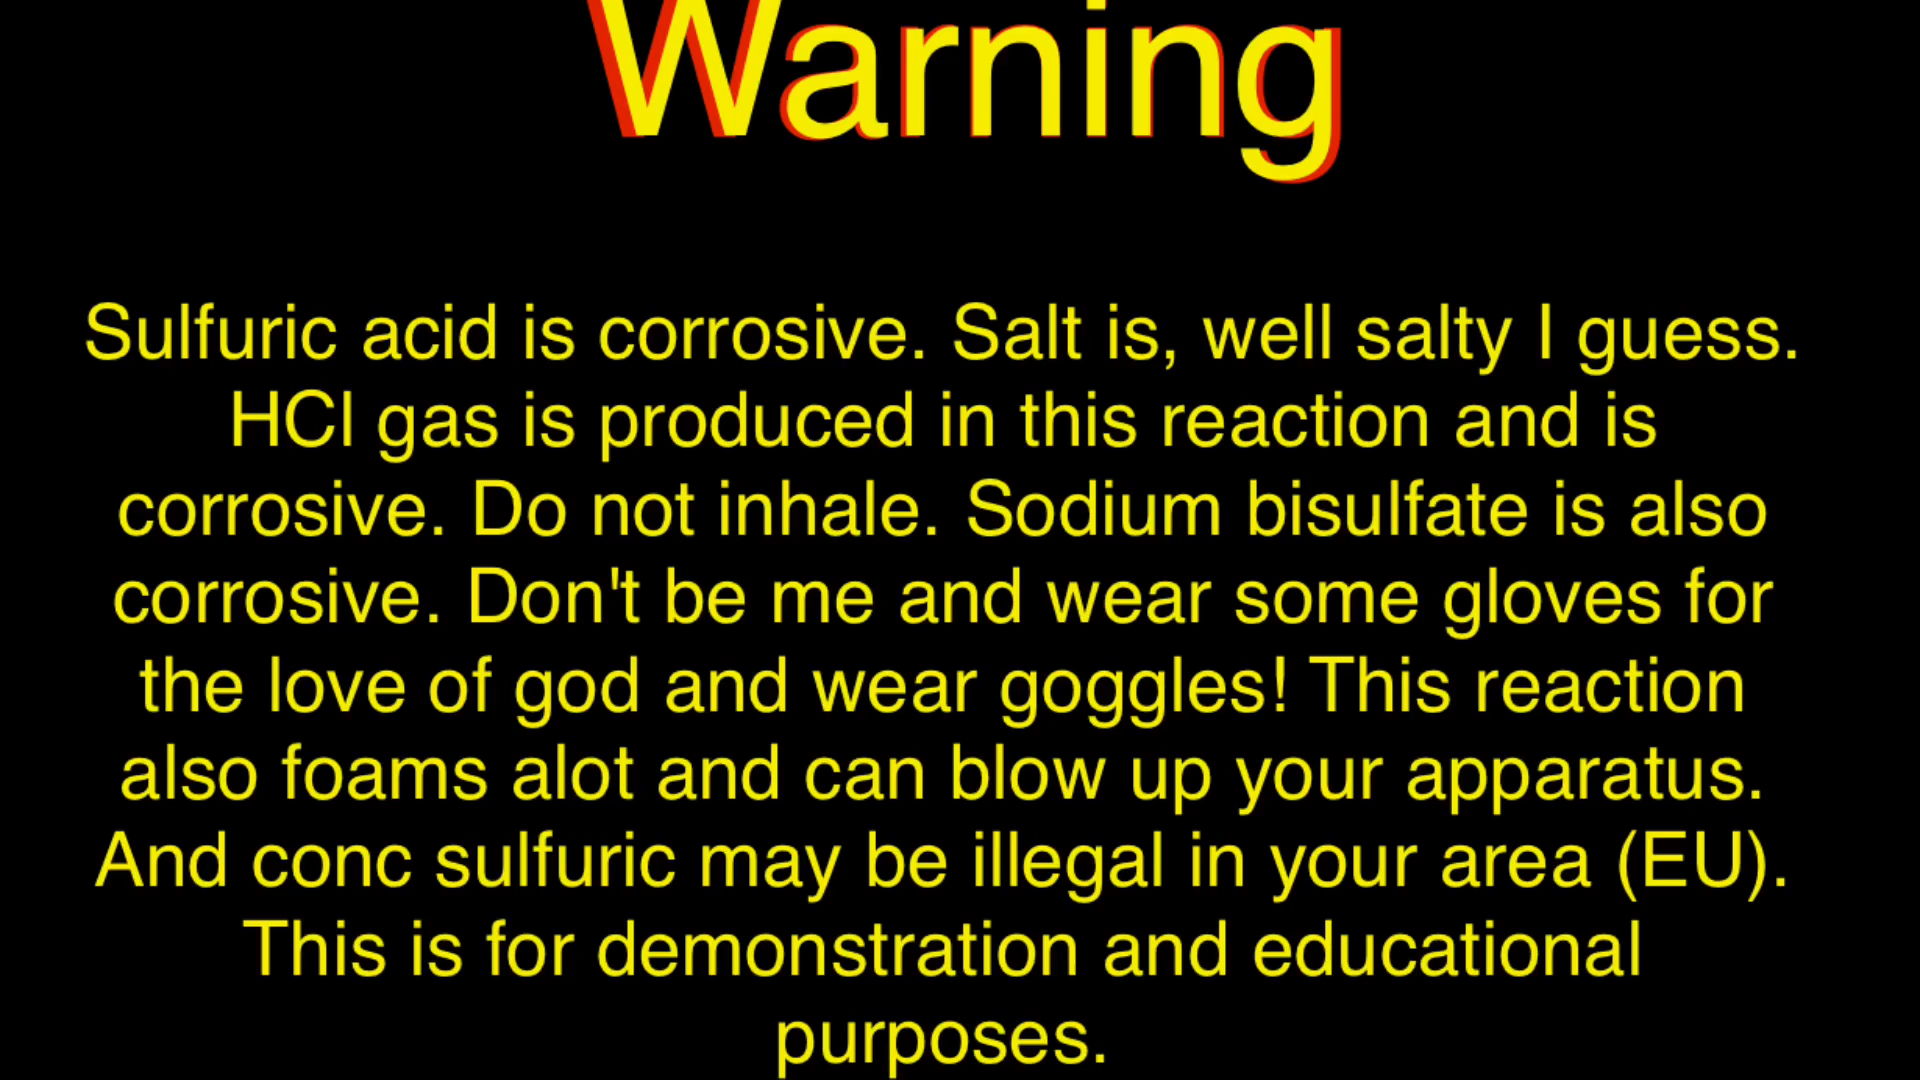 Warning
Sulfuric acid is corrosive. Salt is, well salty I guess.
HCl gas is produced in this reaction and is
corrosive. Do not inhale. Sodium bisulfate is also
corrosive. Don't be me and wear some gloves for
the love of god and wear goggles! This reaction
also foams alot and can blow up your apparatus.
And conc sulfuric may be illegal in your area (EU).
This is for demonstration and educational
purposes.